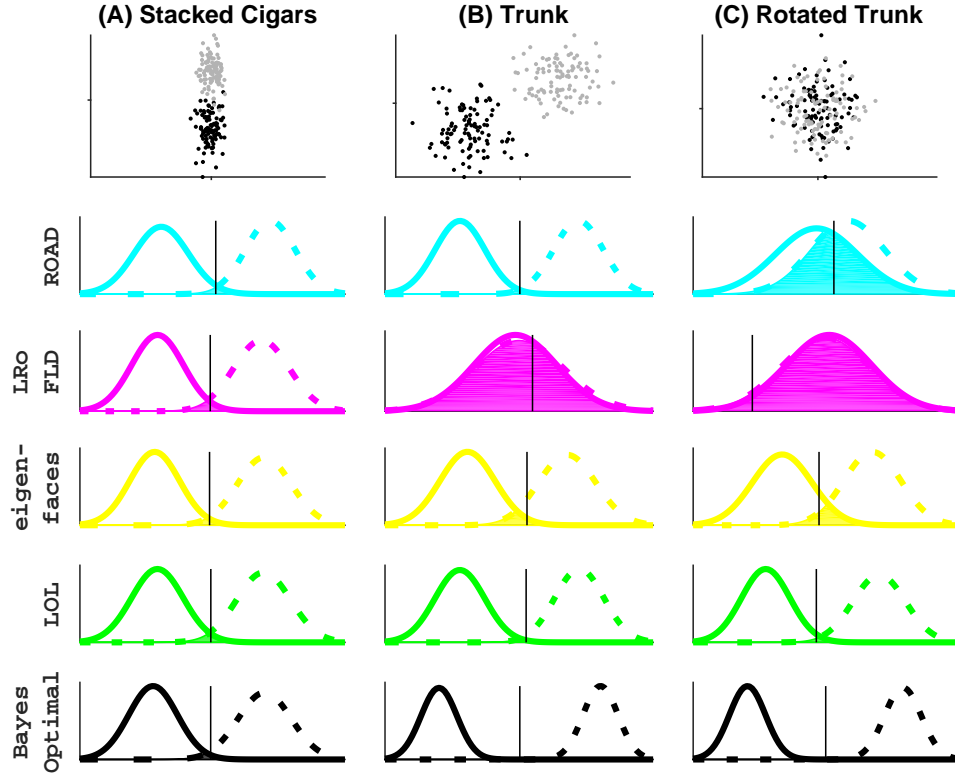 (A) Stacked Cigars
(B) Trunk
(C) Rotated Trunk
ROAD
LRo
FLD
eigen-
faces
LOL
Bayes
Optimal